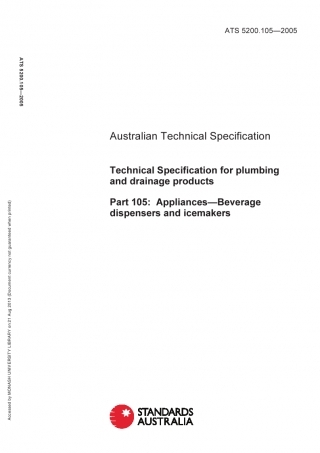 ATS 5200.105—2005
ATS 5200.105—2005
Australian Technical Specification
Technical Specification for plumbing
and drainage products
Part 105: Appliances—Beverage
dispensers and icemakers
Accessed by MONASH UNIVERSITY LIBRARY on 21 Aug 2010 (Document currency not guaranteed when printed)
STANDARDS
AUSTRALIA